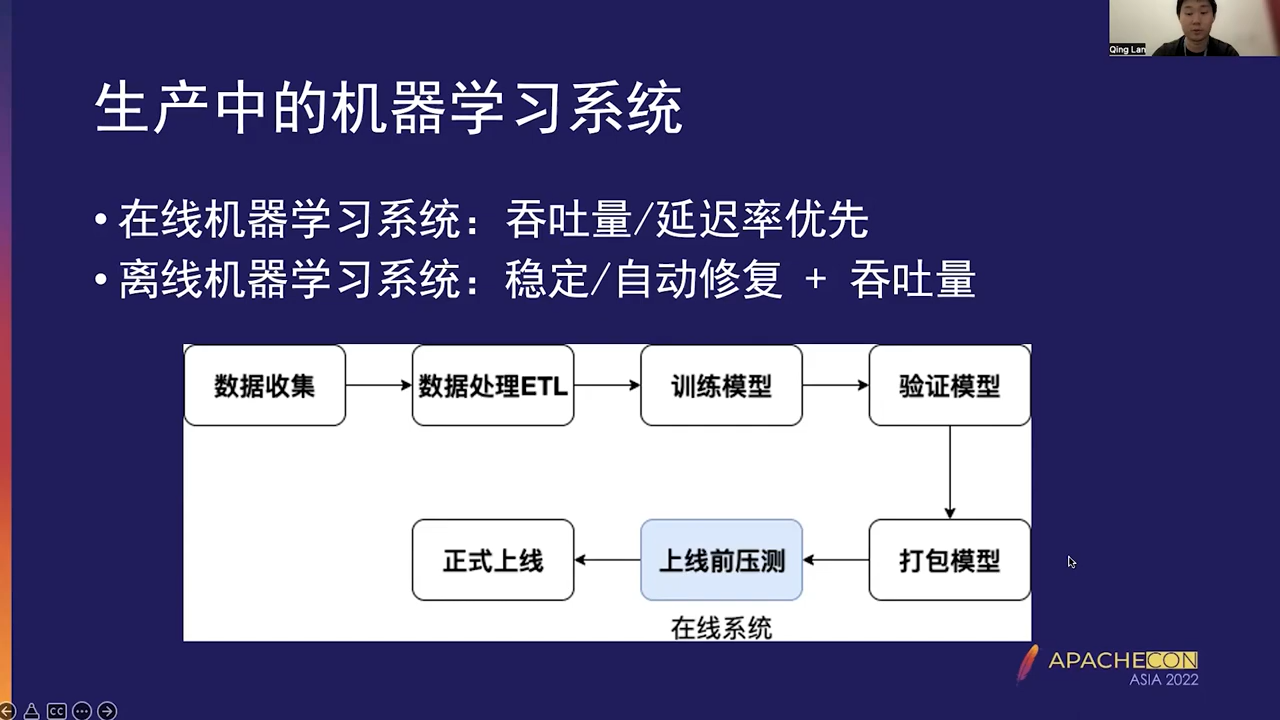 Qing Lan
生产中的机器学习系统
• 在线机器学习系统：吞吐量/延迟率优先
• 离线机器学习系统：稳定/自动修复 + 吞吐量
数据收集
数据处理ETL
训练模型
验证模型
正式上线
上线前压测
打包模型
在线系统
APACHECON
ASIA 2022
CC